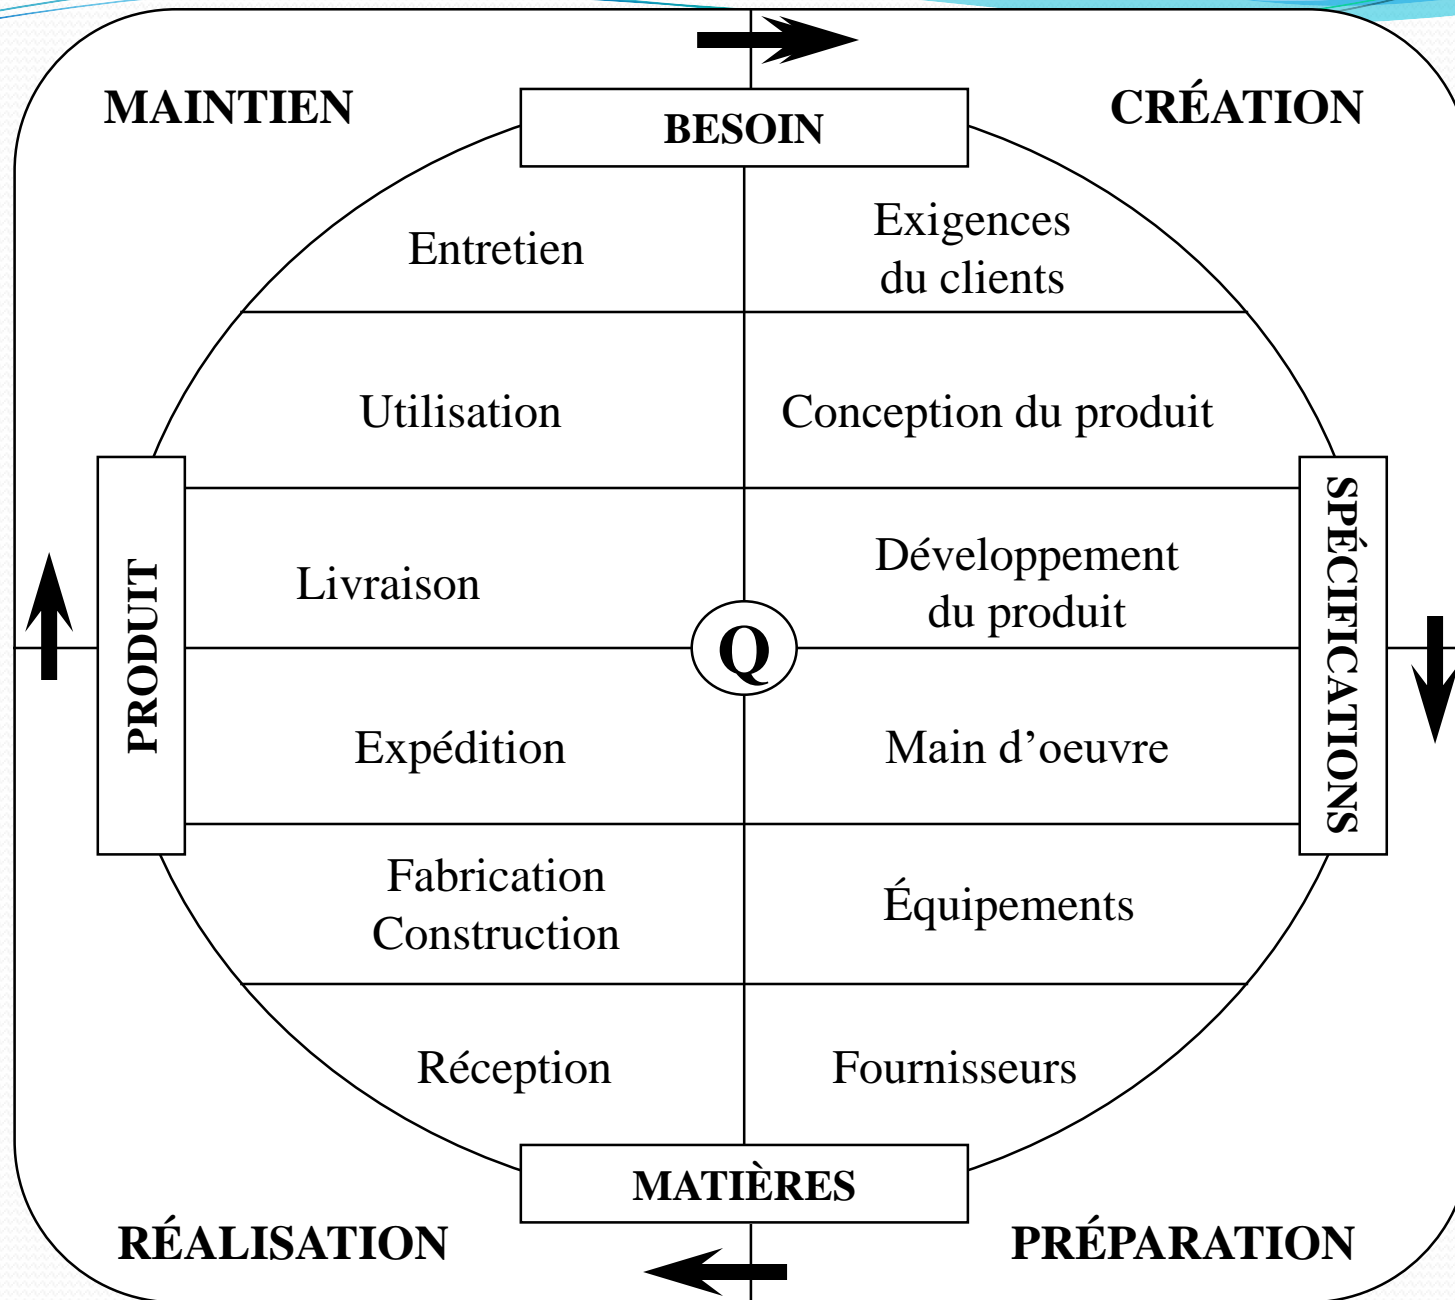 MAINTIEN
CRÉATION
BESOIN
Entretien
Exigences
du clients
Utilisation
Conception du produit
Livraison
Développement
du produit
PRODUIT
Q
SPÉCIFICATIONS
Expédition
Main d’oeuvre
Fabrication
Construction
Équipements
Réception
Fournisseurs
MATIÈRES
RÉALISATION
PRÉPARATION